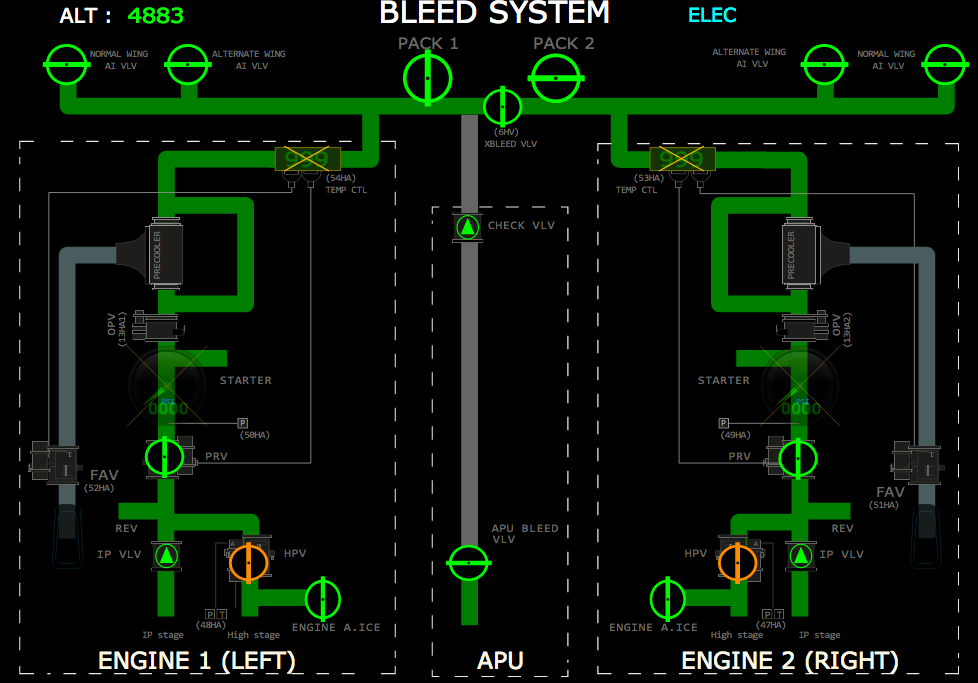 ALT : 4883
BLEED SYSTEM
ELEC
PACK 1
PACK 2
NORMAL WING
AI VLV
ALTERNATE WING
AI VLV
ALTERNATE WING
AI VLV
NORMAL WING
AI VLV
(6HV)
XBLEED VLV
999
(54HA)
TEMP CTL
999
(53HA)
TEMP CTL
CHECK VLV
PRECOOLER
PRECOOLER
OPV
(13HA1)
OPV
(13HA2)
STARTER
STARTER
PSI
0000
PSI
0000
P
(50HA)
P
(49HA)
PRV
PRV
FAV
(52HA)
FAV
(51HA)
REV
REV
APU BLEED
VLV
IP VLV
A
HPV
HPV
A
IP VLV
P T
(48HA)
P T
(47HA)
ENGINE A.ICE
ENGINE A.ICE
IP stage
High stage
High stage
IP stage
ENGINE 1 (LEFT)
APU
ENGINE 2 (RIGHT)